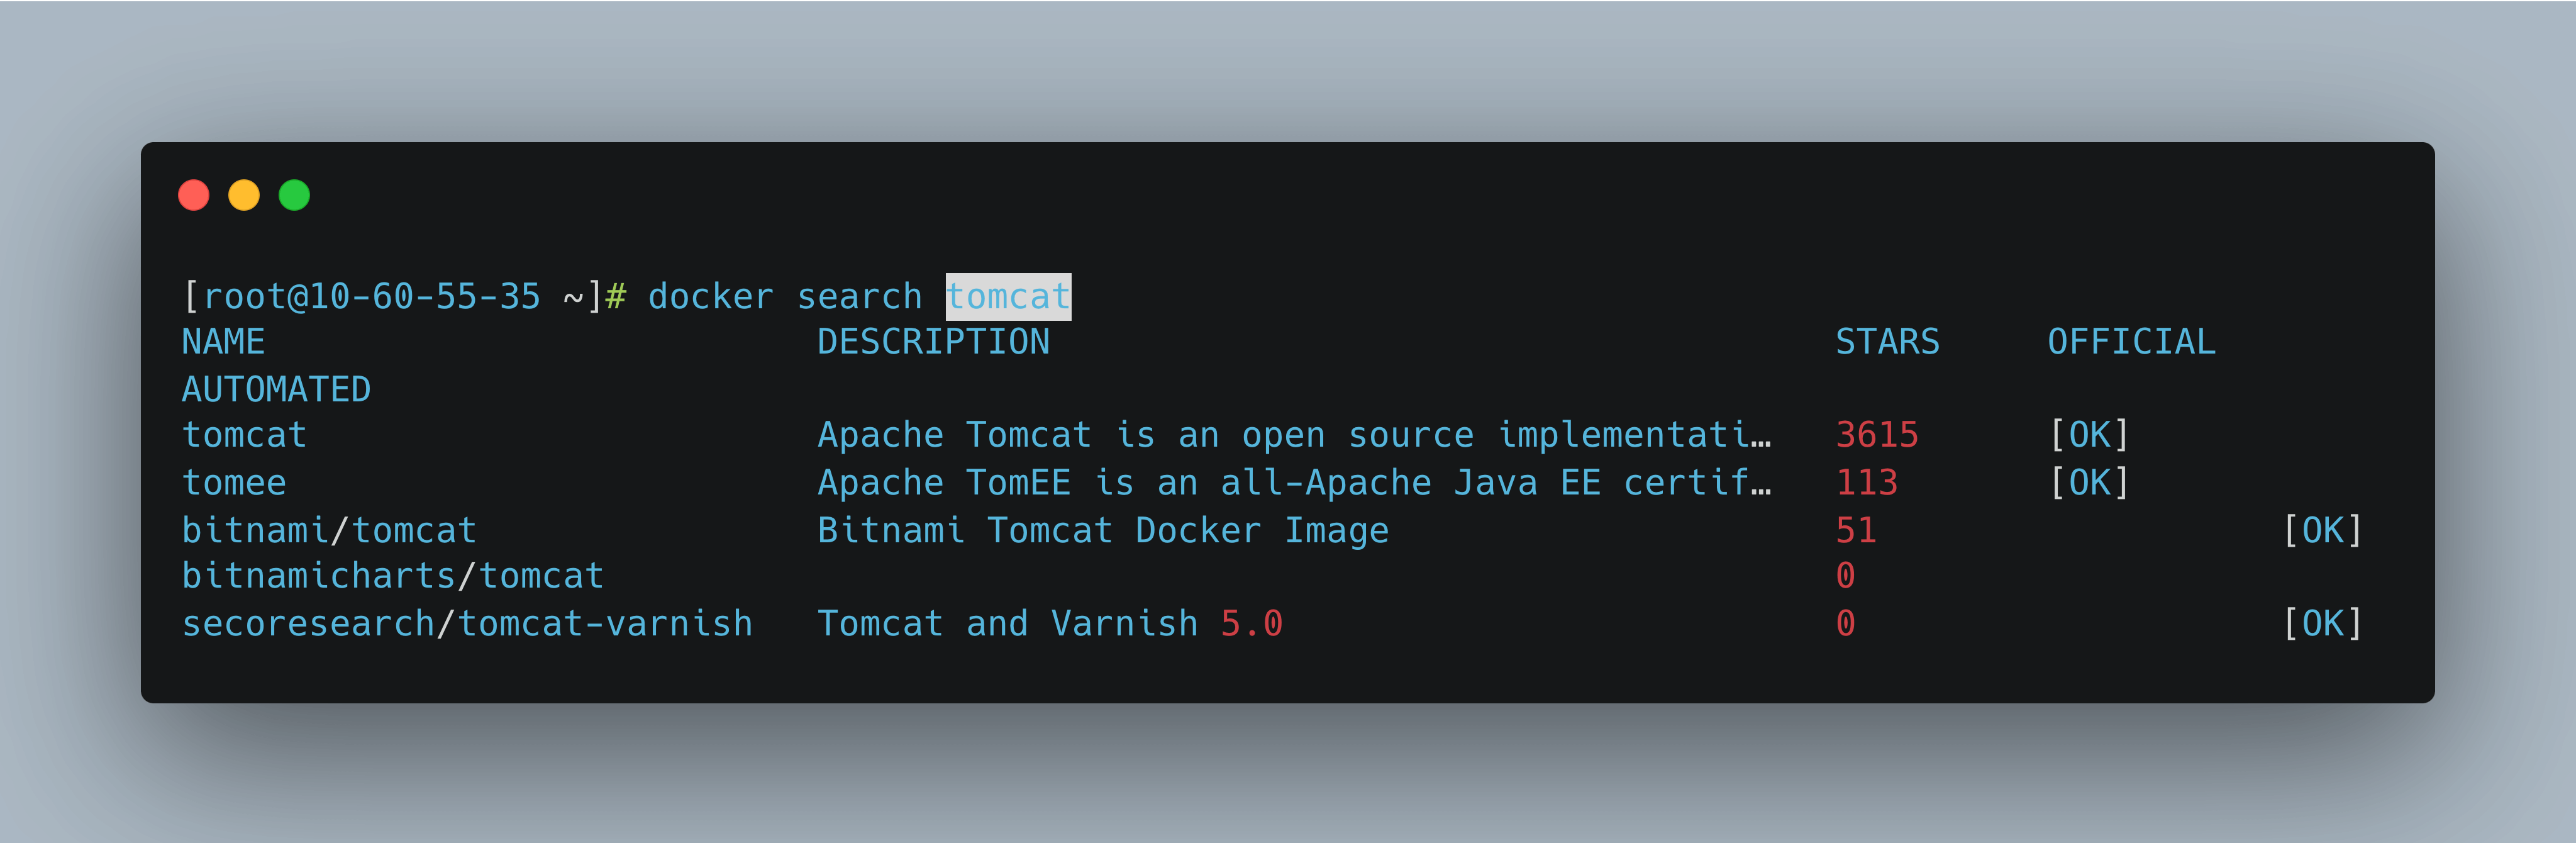 [root@10-60-55-35 ~]# docker search tomcat
NAME                          DESCRIPTION                                     STARS     OFFICIAL
AUTOMATED
tomcat                        Apache Tomcat is an open source implementati…   3615      [OK]
tomee                         Apache TomEE is an all-Apache Java EE certif…   113       [OK]
bitnami/tomcat                Bitnami Tomcat Docker Image                     51                   [OK]
bitnamicharts/tomcat                                                          0
secoresearch/tomcat-varnish   Tomcat and Varnish 5.0                          0                    [OK]